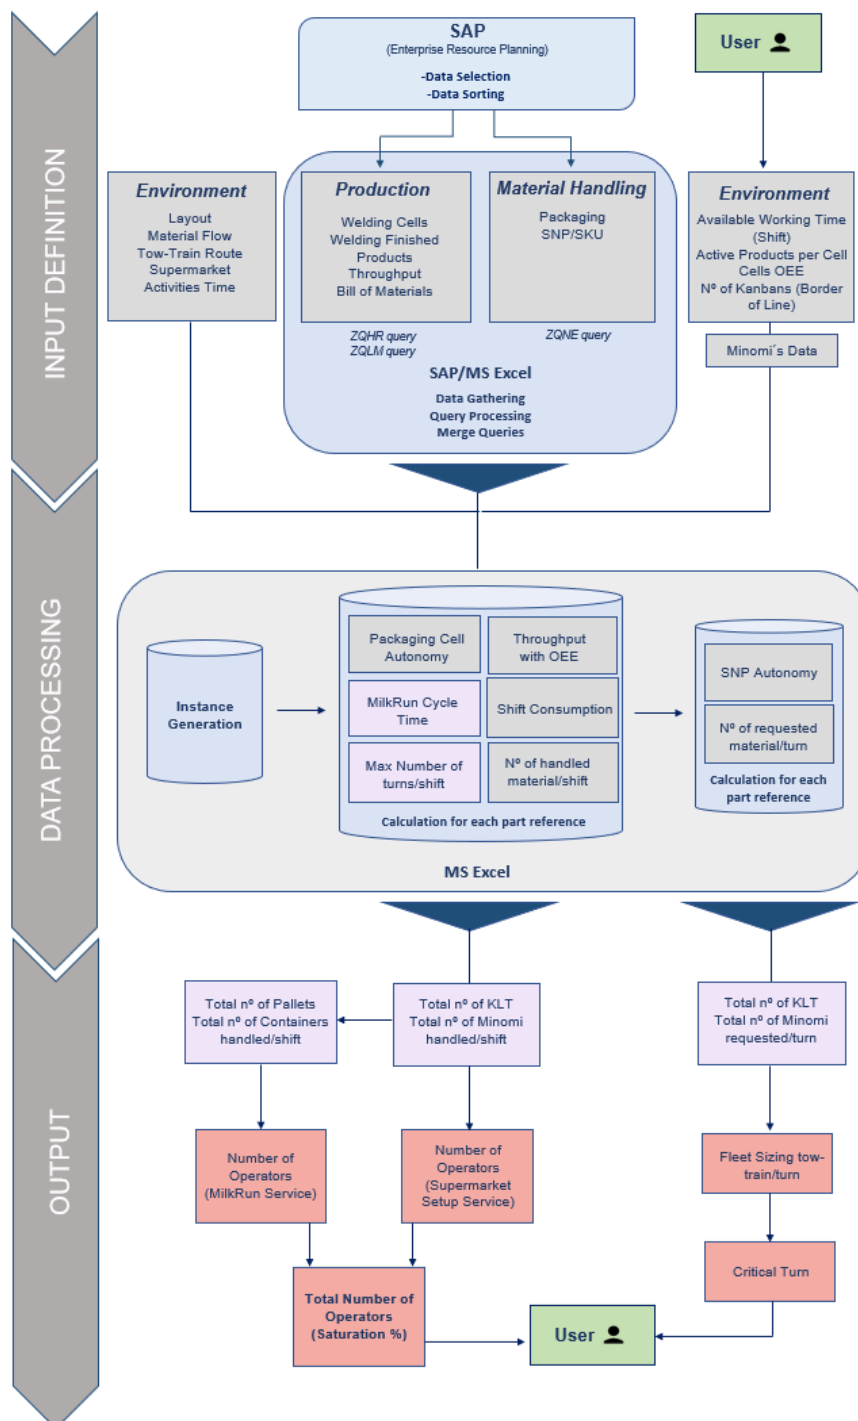 INPUT DEFINITION
SAP
(Enterprise Resource Planning)
-Data Selection
-Data Sorting
User
Environment
Layout
Material Flow
Tow-Train Route
Supermarket
Activities Time
Production
Welding Cells
Welding Finished
Products
Throughput
Bill of Materials
ZQHR query
ZQLM query
Material Handling
Packaging
SNP/SKU
ZQNE query
SAP/MS Excel
Data Gathering
Query Processing
Merge Queries
Environment
Available Working Time
(Shift)
Active Products per Cell
Cells OEE
Nº of Kanbans (Border
of Line)
Minomi´s Data
DATA PROCESSING
Instance
Generation
Packaging Cell
Autonomy
Throughput
with OEE
MilkRun Cycle
Time
Shift Consumption
Max Number of
turns/shift
Nº of handled
material/shift
Calculation for each part reference
SNP Autonomy
Nº of requested
material/turn
Calculation for each
part reference
MS Excel
OUTPUT
Total nº of Pallets
Total nº of Containers
handled/shift
Total nº of KLT
Total nº of Minomi
handled/shift
Total nº of KLT
Total nº of Minomi
requested/turn
Number of
Operators
(MilkRun Service)
Number of
Operators
(Supermarket
Setup Service)
Fleet Sizing tow-
train/turn
Critical Turn
Total Number of
Operators
(Saturation %)
User